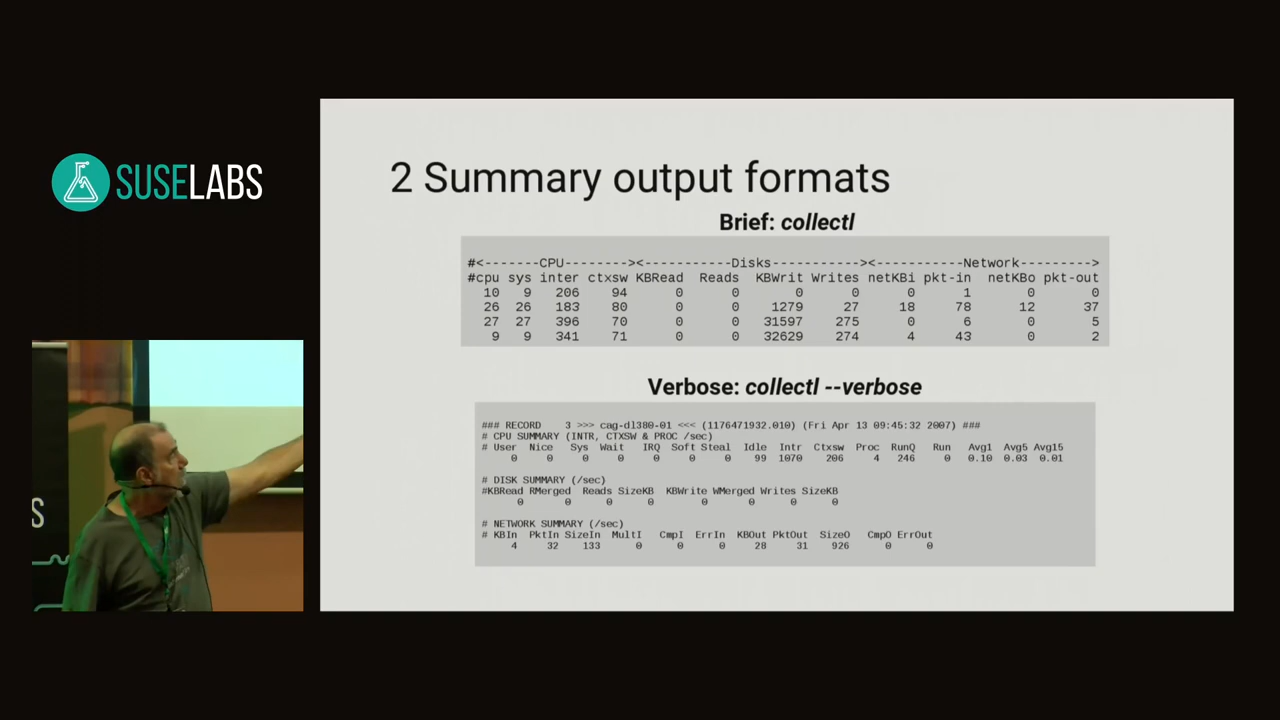 SUSELABS
2 Summary output formats
Brief: collectl
#<-------CPU-------><-----------Disks-----------><-----------Network---------->
#cpu sys inter ctxsw KBRead Reads KBWrit Writes netKBi pkt-in netKBo pkt-out
10 9 206 94 0 0 0 0 0 1 0 0
26 26 183 80 0 0 1279 27 18 78 12 37
27 27 396 70 0 0 31597 275 0 6 0 5
9 9 341 71 0 0 32629 274 4 43 0 2
Verbose: collectl --verbose
### RECORD 3 >>> cag-dl380-01 <<< (1176471932.010) (Fri Apr 13 09:45:32 2007) ###
# CPU SUMMARY (INTR, CTXSW & PROC /sec)
# User Nice Sys Wait IRQ Soft Steal Idle Intr Ctxsw Proc RunQ Run Avg1 Avg5 Avg15
0 0 0 0 0 0 0 99 1070 206 4 246 0 0.10 0.03 0.01
# DISK SUMMARY (/sec)
#KBRead RMerged Reads SizeKB KBWrite WMerged Writes SizeKB
0 0 0 0 0 0 0 0
# NETWORK SUMMARY (/sec)
# KBIn PktIn SizeIn MultI CmpI ErrIn KBOut PktOut SizeO CmpO ErrOut
4 32 133 0 0 0 28 31 926 0 0
S